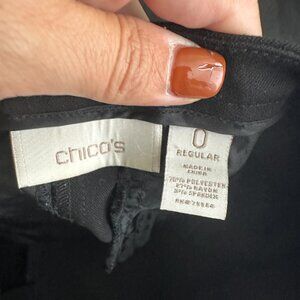 chico's
0
REGULAR
MADE IN
CHINA
70% POLYESTER
27% RAYON
3% SPANDEX